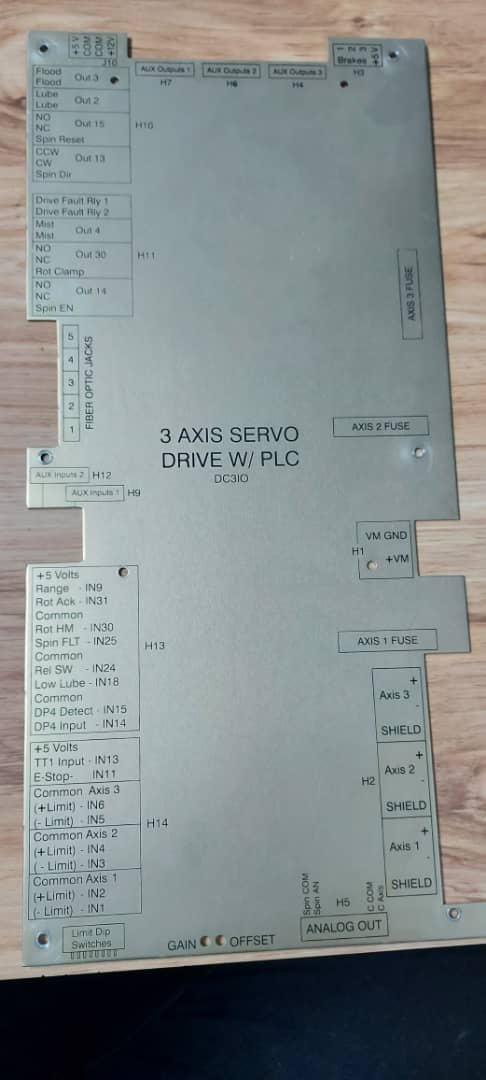 +5 V
COM
COM
+12V
J10
1
2
3
+5 V
Brakes
H3
AUX Outputs 1
H7
AUX Outputs 2
H6
AUX Outputs 3
H4
Flood
Flood
Out 3
Lube
Lube
Out 2
NO
NC
Out 15
Spin Reset
CCW
CW
Out 13
Spin Dir
H10
Drive Fault Rly 1
Drive Fault Rly 2
Mist
Mist
Out 4
NO
NC
Out 30
Rot Clamp
NO
NC
Out 14
Spin EN
H11
AXIS 3 FUSE
5
4
3
2
1
FIBER OPTIC JACKS
3 AXIS SERVO
DRIVE W/ PLC
DC3IO
AXIS 2 FUSE
AUX Inputs 2
H12
AUX Inputs 1
H9
VM GND
H1
+VM
+5 Volts
Range - IN9
Rot Ack - IN31
Common
Rot HM - IN30
Spin FLT - IN25
Common
Rel SW - IN24
Low Lube - IN18
Common
DP4 Detect - IN15
DP4 Input - IN14
H13
AXIS 1 FUSE
+5 Volts
TT1 Input - IN13
E-Stop- IN11
Common Axis 3
(+Limit) - IN6
(- Limit) - IN5
Common Axis 2
(+Limit) - IN4
(- Limit) - IN3
Common Axis 1
(+Limit) - IN2
(- Limit) - IN1
H14
+
Axis 3
-
SHIELD
+
Axis 2
-
SHIELD
+
Axis 1
-
SHIELD
H2
Spin COM
Spin AN
H5
C COM
C Axis
ANALOG OUT
Limit Dip
Switches
GAIN
OFFSET